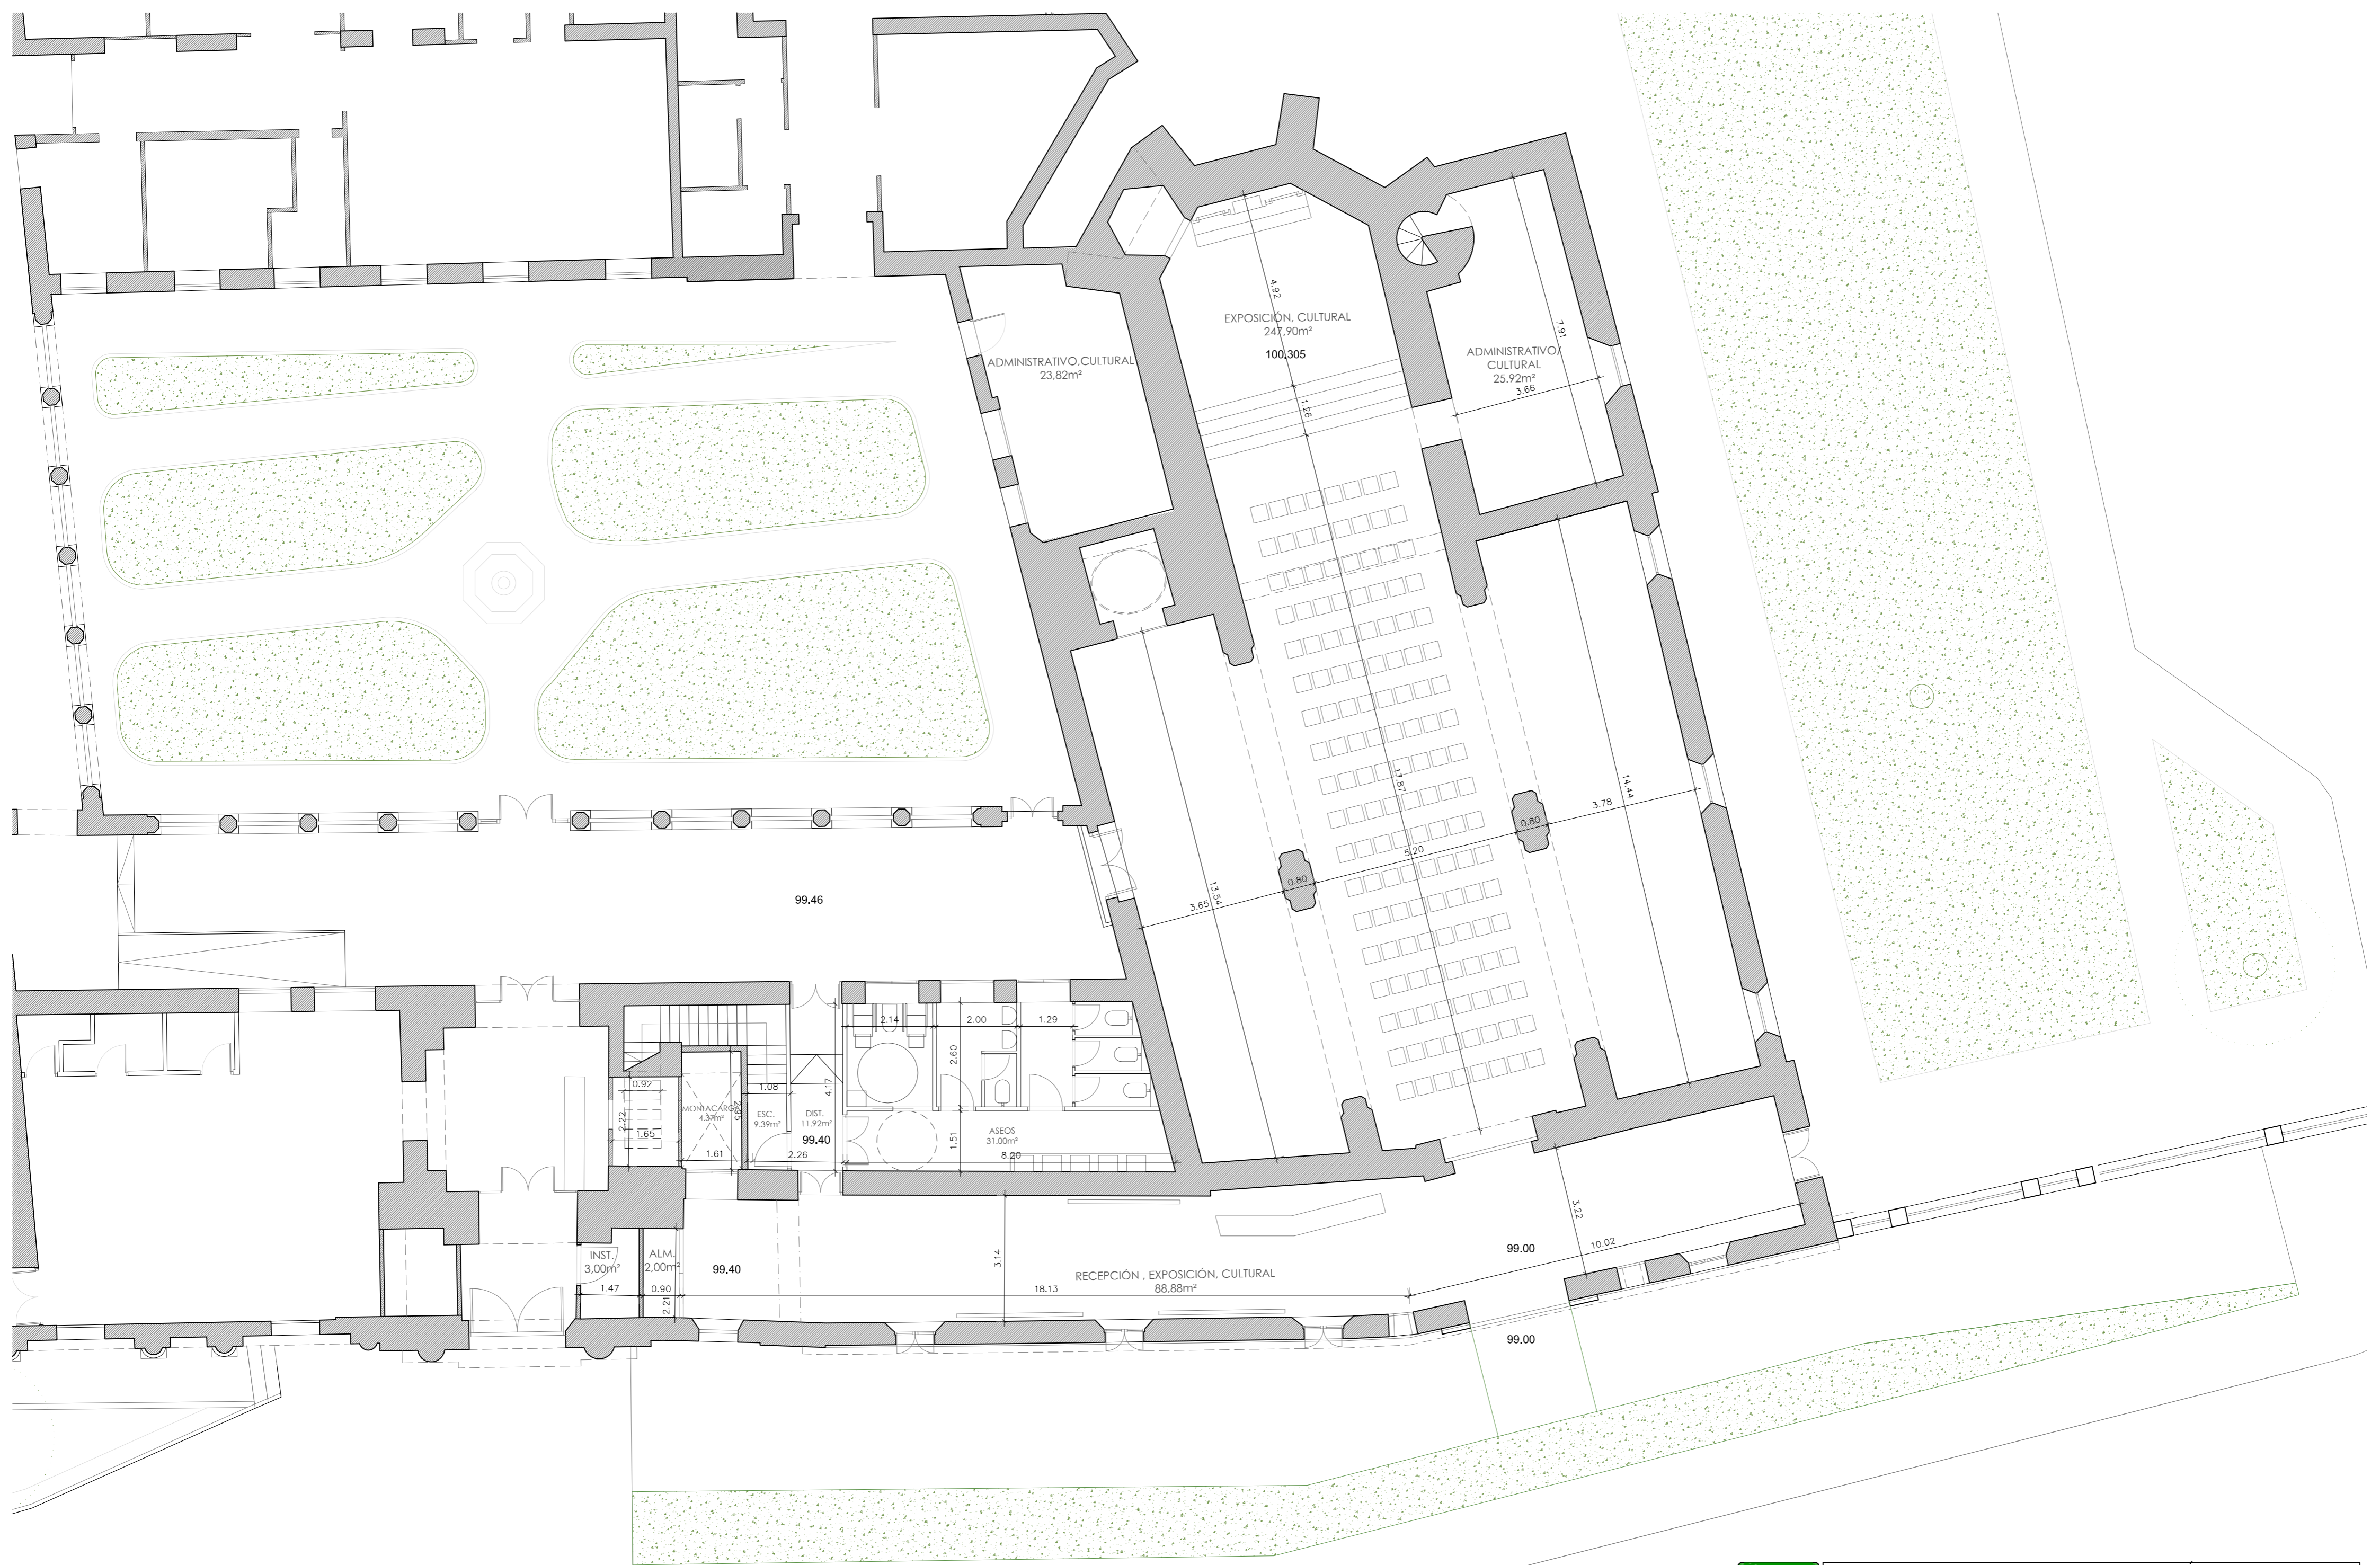 4.92
EXPOSICIÓN, CULTURAL
247,90m²
100.305
7.91
ADMINISTRATIVO,CULTURAL
23,82m²
ADMINISTRATIVO/
CULTURAL
25.92m²
3.66
1.26
17.87
14.44
3.78
0.80
5.20
0.80
3.65
13.54
99.46
2.14
2.00
1.29
2.60
0.92
1.08
4.17
MONTACARG
4,37m²
2.95
ESC.
9.39m²
DIST.
11.92m²
99.40
2.22
1.65
ASEOS
31.00m²
1.51
1.61
2.26
8.20
3.22
3.14
INST.
3,00m²
ALM.
2,00m²
99.40
99.00
10.02
RECEPCIÓN , EXPOSICIÓN, CULTURAL
88,88m²
1.47
0.90
18.13
2.21
99.00